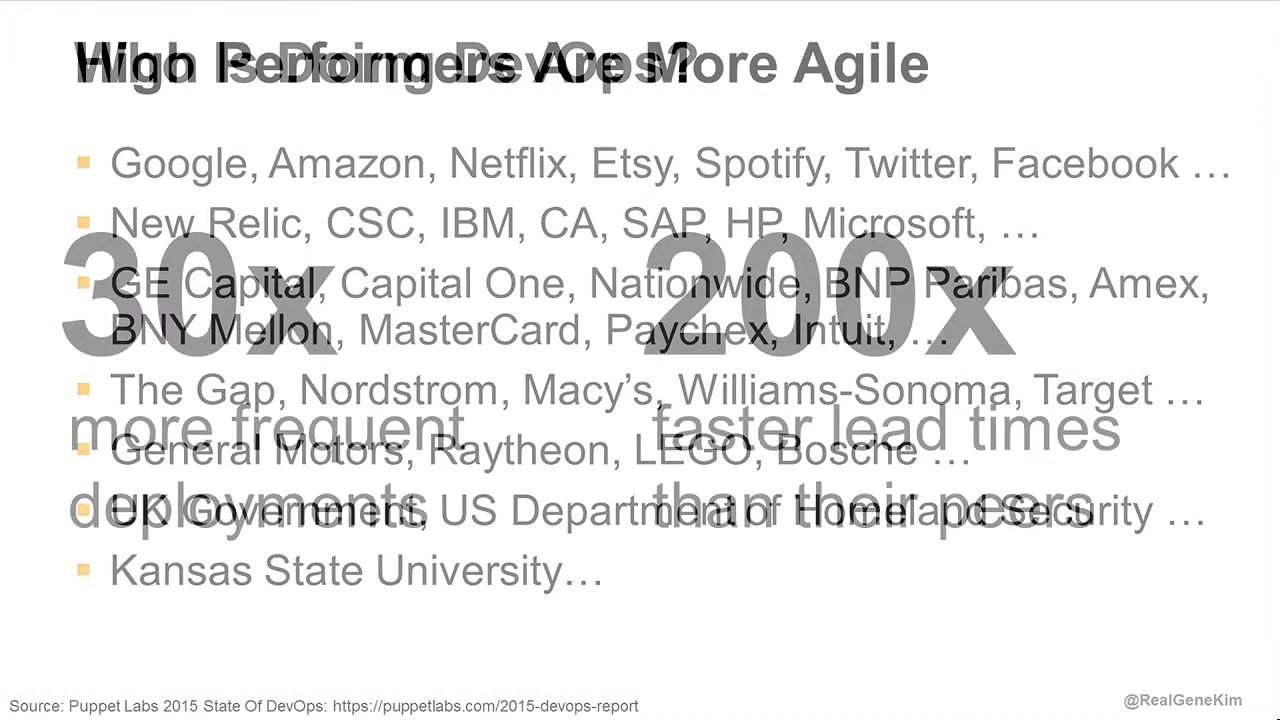 Who Is Doing DevOps?
High Performers Are More Agile
Google, Amazon, Netflix, Etsy, Spotify, Twitter, Facebook …
New Relic, CSC, IBM, CA, SAP, HP, Microsoft, …
GE Capital, Capital One, Nationwide, BNP Paribas, Amex,
BNY Mellon, MasterCard, Paychex, Intuit, …
The Gap, Nordstrom, Macy’s, Williams-Sonoma, Target …
General Motors, Raytheon, LEGO, Bosche …
UK Government, US Department of Homeland Security …
Kansas State University…
30x
more frequent
deployments
200x
faster lead times
than their peers
Source: Puppet Labs 2015 State Of DevOps: https://puppetlabs.com/2015-devops-report
@RealGeneKim